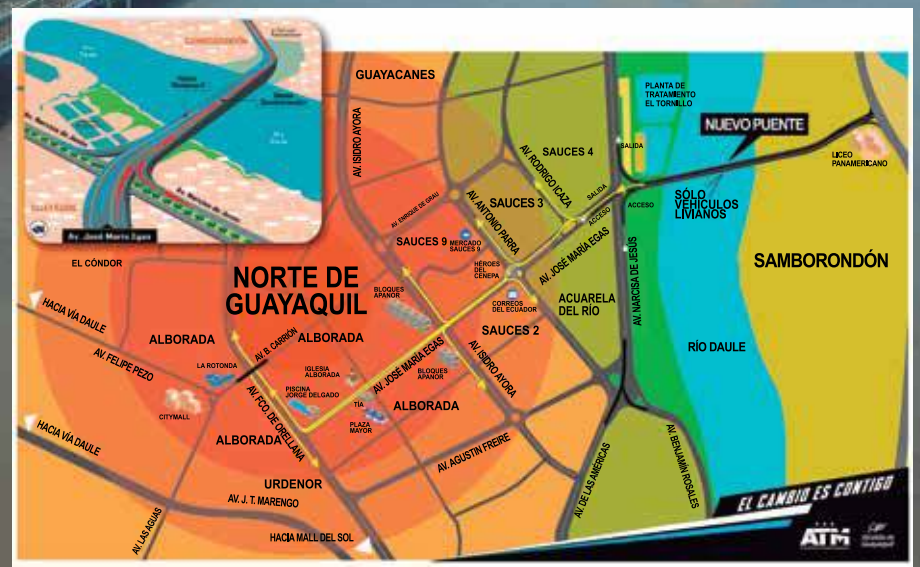 Av. José María Egas
GUAYACANES
AV. ISIDRO AYORA
PLANTA DE
TRATAMIENTO
EL TORNILLO
NUEVO PUENTE
LICEO
PANAMERICANO
SAUCES 4
AV. RODRIGO ICAZA
SALIDA
SALIDA
ACCESO
ACCESO
SÓLO
VEHÍCULOS
LIVIANOS
AV. ENRIQUE DE GRAU
AV. ANTONIO PARRA
SAUCES 3
SAUCES 9
MERCADO
SAUCES 9
HÉROES
DEL
CENEPA
AV. JOSÉ MARÍA EGAS
AV. NARCISA DE JESUS
SAMBORONDÓN
EL CÓNDOR
NORTE DE
GUAYAQUIL
BLOQUES
APANOR
CORREOS
DEL ECUADOR
ACUARELA
DEL RÍO
SAUCES 2
HACIA VÍA DAULE
ALBORADA
AV. B. CARRIÓN
ALBORADA
AV. FELIPE PEZO
LA ROTONDA
IGLESIA
ALBORADA
AV. JOSÉ MARÍA EGAS
BLOQUES
APANOR
AV. ISIDRO AYORA
RÍO DAULE
PISCINA
JORGE DELGADO
CITYMALL
AV. FCO. DE ORELLANA
TÍA
PLAZA
MAYOR
ALBORADA
HACIA VÍA DAULE
ALBORADA
AV. AGUSTIN FREIRE
URDENOR
AV. J. T. MARENGO
AV. LAS AGUAS
HACIA MALL DEL SOL
AV. DE LAS AMÉRICAS
AV. BENJAMÍN ROSALES
EL CAMBIO ES CONTIGO
ATM